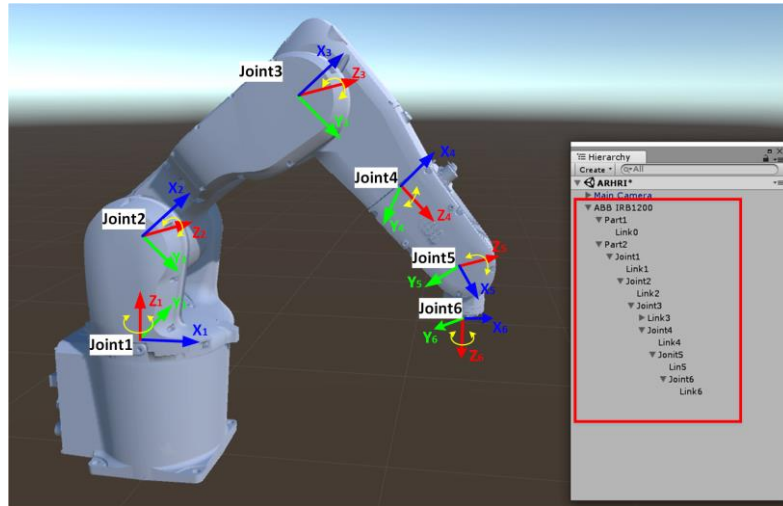 Joint3
X3
Z3
Y3
Joint4
X4
Z4
Y4
Joint2
X2
Z2
Y2
Joint5
Z5
Y5
X5
Joint1
Z1
Y1
X1
Joint6
X6
Y6
Z6
Hierarchy
Create
All
ARHRI*
Main Camera
ABB IRB1200
Part1
Link0
Part2
Joint1
Link1
Joint2
Link2
Joint3
Link3
Joint4
Link4
Jonit5
Lin5
Joint6
Link6